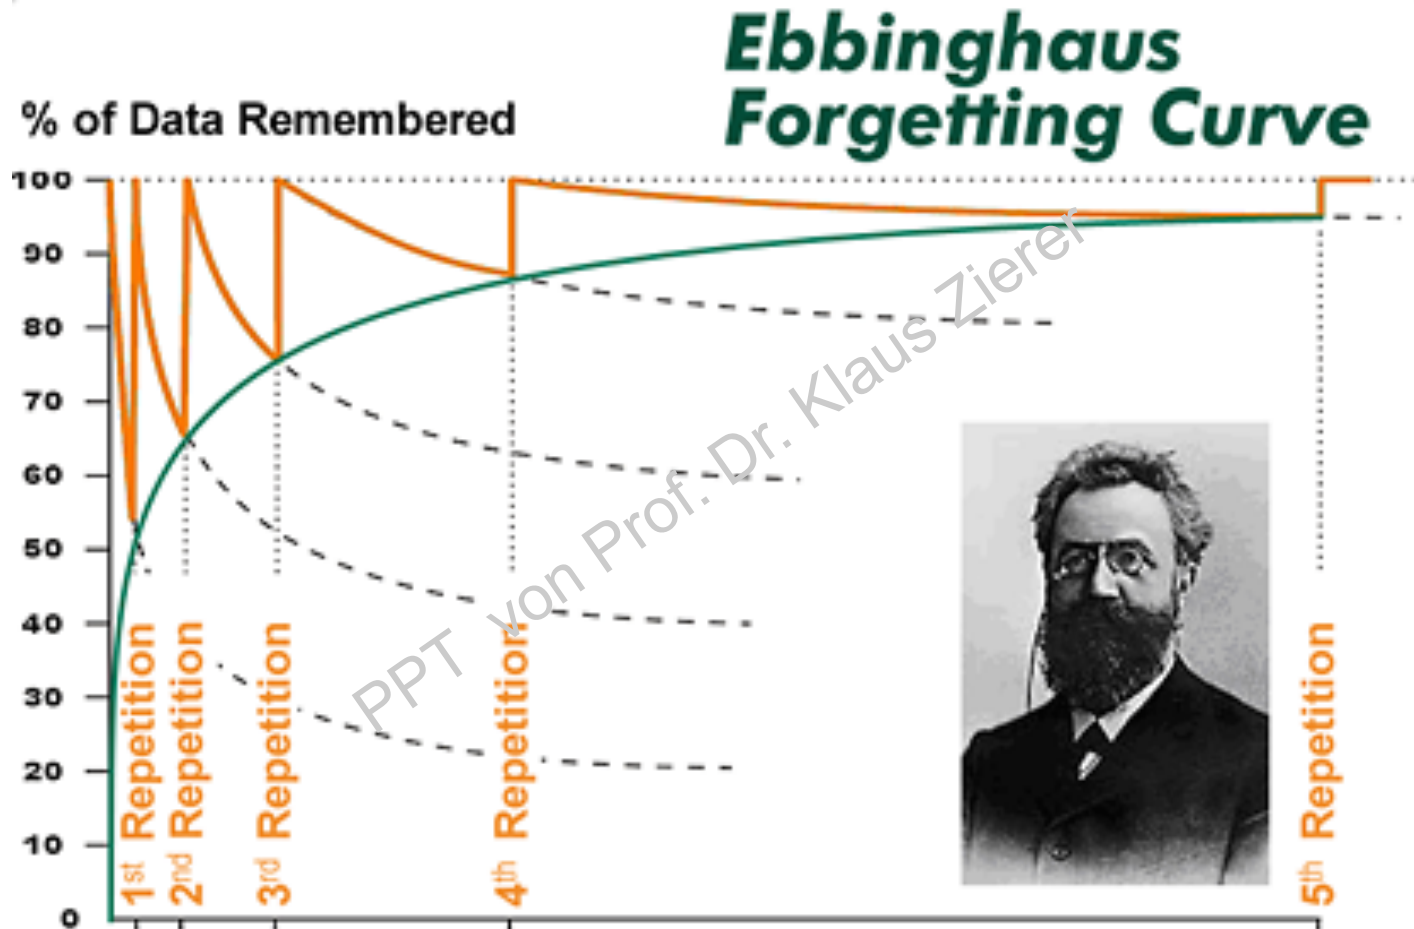 Ebbinghaus
Forgetting Curve
% of Data Remembered
100
90
80
70
60
50
40
30
20
10
0
1st Repetition
2nd Repetition
3rd Repetition
4th Repetition
5th Repetition
PPT von Prof. Dr. Klaus Zierer